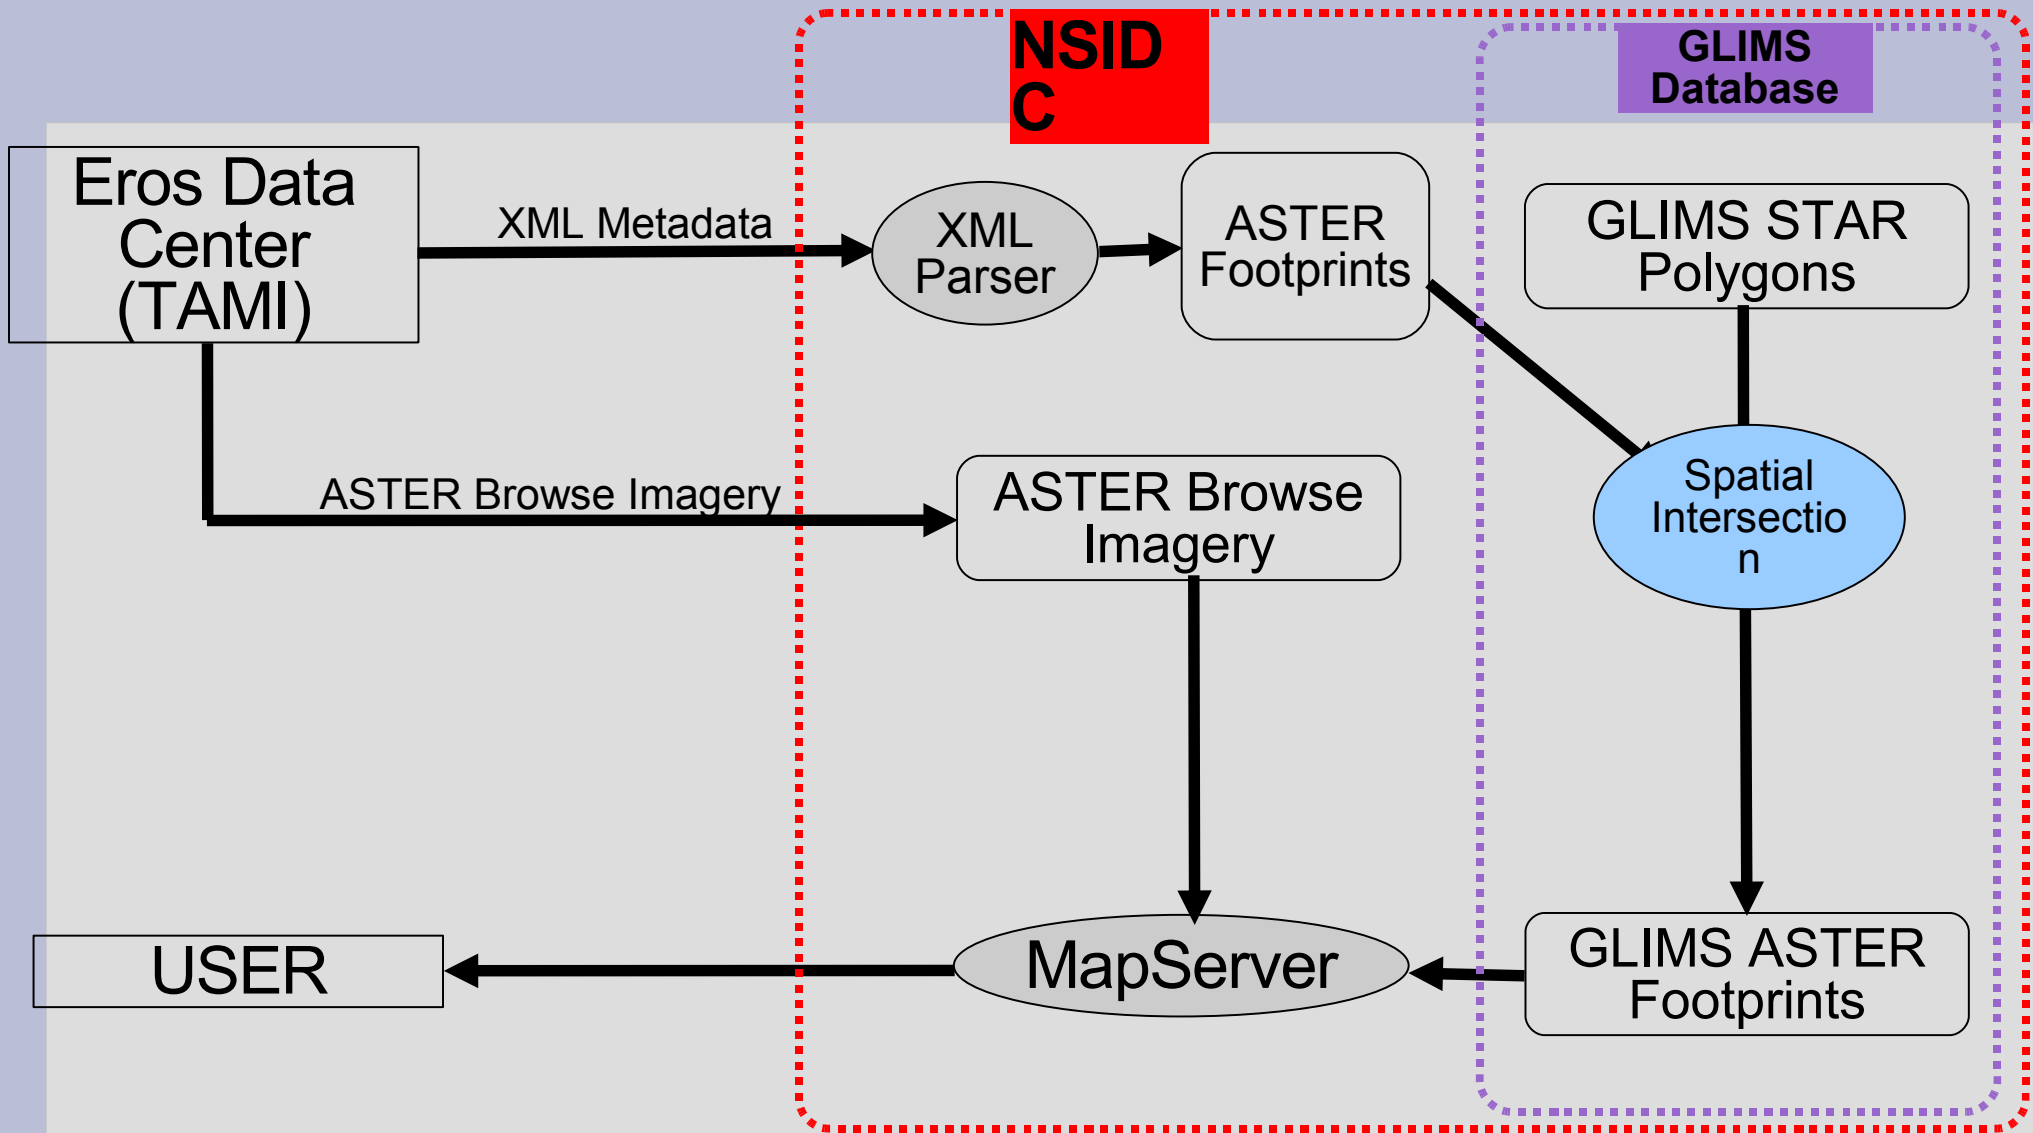 NSID
C
GLIMS
Database
Eros Data
Center
(TAMI)
XML Metadata
XML
Parser
ASTER
Footprints
GLIMS STAR
Polygons
ASTER Browse Imagery
ASTER Browse
Imagery
Spatial
Intersectio
n
USER
MapServer
GLIMS ASTER
Footprints